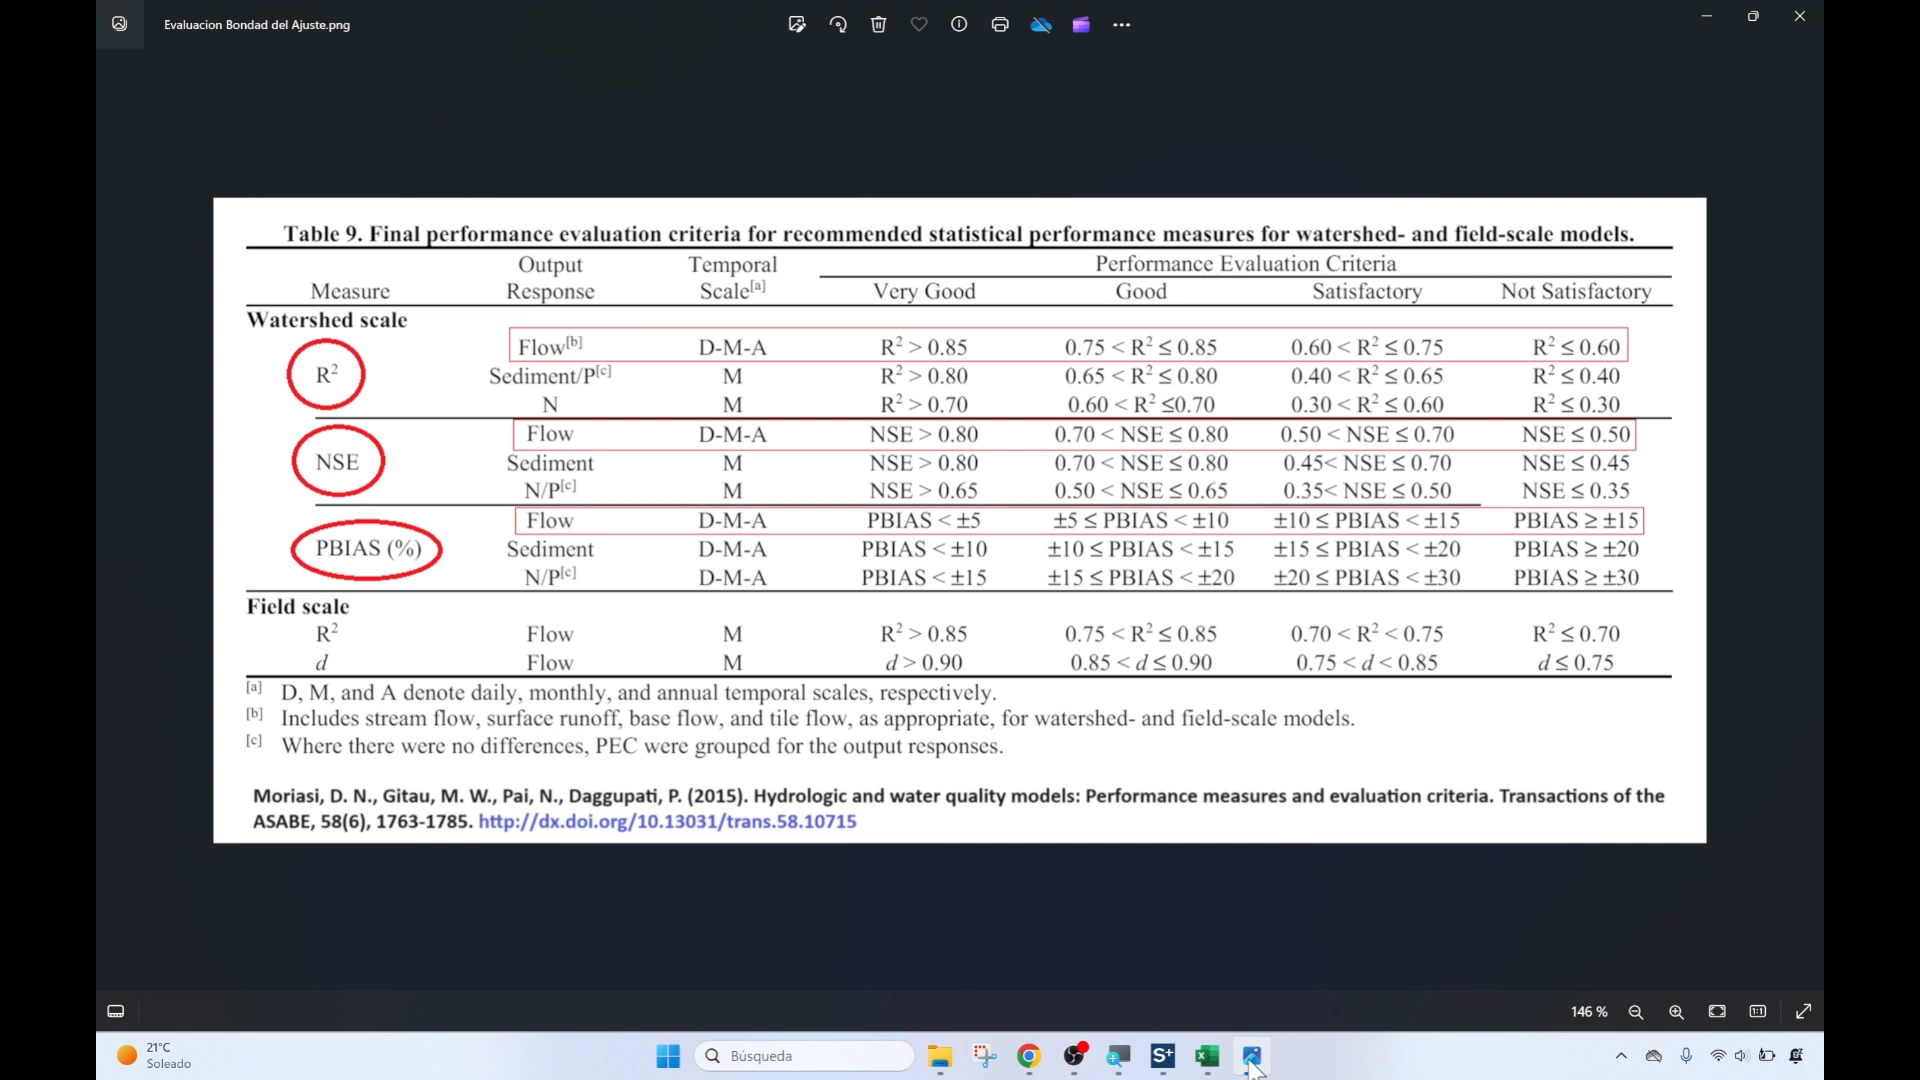 Evaluacion Bondad del Ajuste.png
Table 9. Final performance evaluation criteria for recommended statistical performance measures for watershed- and field-scale models.
Output Temporal Performance Evaluation Criteria
Measure Response Scale[a] Very Good Good Satisfactory Not Satisfactory
Watershed scale
Flow[b] D-M-A R² > 0.85 0.75 < R² ≤ 0.85 0.60 < R² ≤ 0.75 R² ≤ 0.60
R² Sediment/P[c] M R² > 0.80 0.65 < R² ≤ 0.80 0.40 < R² ≤ 0.65 R² ≤ 0.40
N M R² > 0.70 0.60 < R² ≤0.70 0.30 < R² ≤ 0.60 R² ≤ 0.30
Flow D-M-A NSE > 0.80 0.70 < NSE ≤ 0.80 0.50 < NSE ≤ 0.70 NSE ≤ 0.50
NSE Sediment M NSE > 0.80 0.70 < NSE ≤ 0.80 0.45< NSE ≤ 0.70 NSE ≤ 0.45
N/P[c] M NSE > 0.65 0.50 < NSE ≤ 0.65 0.35< NSE ≤ 0.50 NSE ≤ 0.35
Flow D-M-A PBIAS < ±5 ±5 ≤ PBIAS < ±10 ±10 ≤ PBIAS < ±15 PBIAS ≥ ±15
PBIAS (%) Sediment D-M-A PBIAS < ±10 ±10 ≤ PBIAS < ±15 ±15 ≤ PBIAS < ±20 PBIAS ≥ ±20
N/P[c] D-M-A PBIAS < ±15 ±15 ≤ PBIAS < ±20 ±20 ≤ PBIAS < ±30 PBIAS ≥ ±30
Field scale
R² Flow M R² > 0.85 0.75 < R² ≤ 0.85 0.70 < R² < 0.75 R² ≤ 0.70
d Flow M d > 0.90 0.85 < d ≤ 0.90 0.75 < d < 0.85 d ≤ 0.75
[a] D, M, and A denote daily, monthly, and annual temporal scales, respectively.
[b] Includes stream flow, surface runoff, base flow, and tile flow, as appropriate, for watershed- and field-scale models.
[c] Where there were no differences, PEC were grouped for the output responses.
Moriasi, D. N., Gitau, M. W., Pai, N., Daggupati, P. (2015). Hydrologic and water quality models: Performance measures and evaluation criteria. Transactions of the
ASABE, 58(6), 1763-1785. http://dx.doi.org/10.13031/trans.58.10715
146 %
1:1
21°C
Soleado
Búsqueda
S+